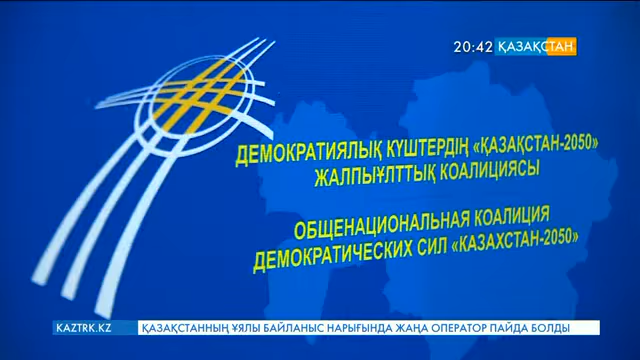 20:42 ҚАЗАҚСТАН
ДЕМОКРАТИЯЛЫҚ КҮШТЕРДІҢ «ҚАЗАҚСТАН-2050»
ЖАЛПЫҰЛТТЫҚ КОАЛИЦИЯСЫ
ОБЩЕНАЦИОНАЛЬНАЯ КОАЛИЦИЯ
ДЕМОКРАТИЧЕСКИХ СИЛ «КАЗАХСТАН-2050»
KAZTRK.KZ ҚАЗАҚСТАННЫҢ ҰЯЛЫ БАЙЛАНЫС НАРЫҒЫНДА ЖАҢА ОПЕРАТОР ПАЙДА БОЛДЫ